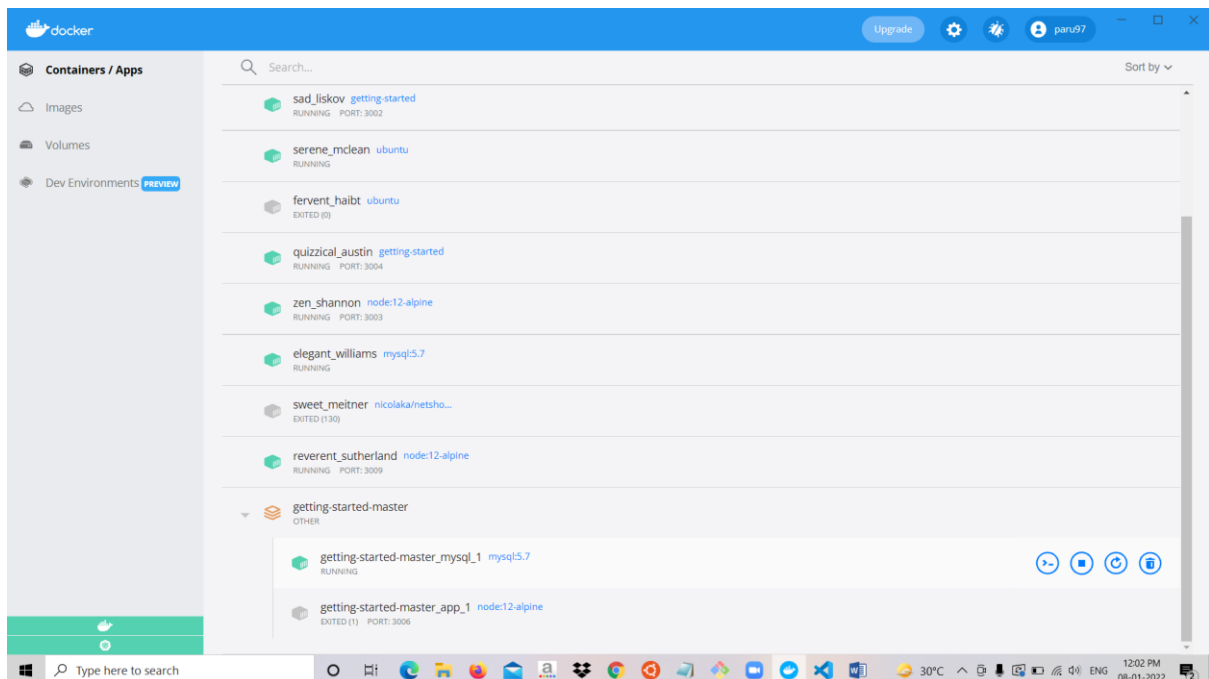 docker
Upgrade
paru97
Containers / Apps
Images
Volumes
Dev Environments PREVIEW
Search...
Sort by
sad_liskov getting-started
RUNNING PORT: 3002
serene_mclean ubuntu
RUNNING
fervent_haibt ubuntu
EXITED (0)
quizzical_austin getting-started
RUNNING PORT: 3004
zen_shannon node:12-alpine
RUNNING PORT: 3003
elegant_williams mysql:5.7
RUNNING
sweet_meitner nicolaka/netsho...
EXITED (130)
reverent_sutherland node:12-alpine
RUNNING PORT: 3009
getting-started-master
OTHER
getting-started-master_mysql_1 mysql:5.7
RUNNING
getting-started-master_app_1 node:12-alpine
EXITED (1) PORT: 3006
Type here to search
a
30°C
ENG
12:02 PM
08-01-2022
2